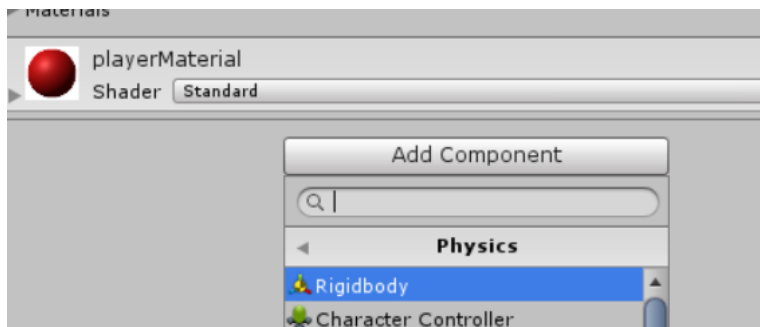 Materials
playerMaterial
Shader Standard
Add Component
Physics
Rigidbody
Character Controller